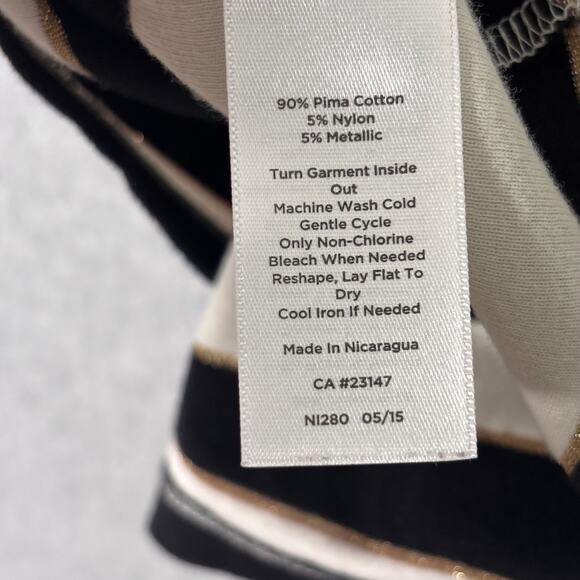 90% Pima Cotton
5% Nylon
5% Metallic
Turn Garment Inside
Out
Machine Wash Cold
Gentle Cycle
Only Non-Chlorine
Bleach When Needed
Reshape, Lay Flat To
Dry
Cool Iron If Needed
Made In Nicaragua
CA #23147
NI280 05/15